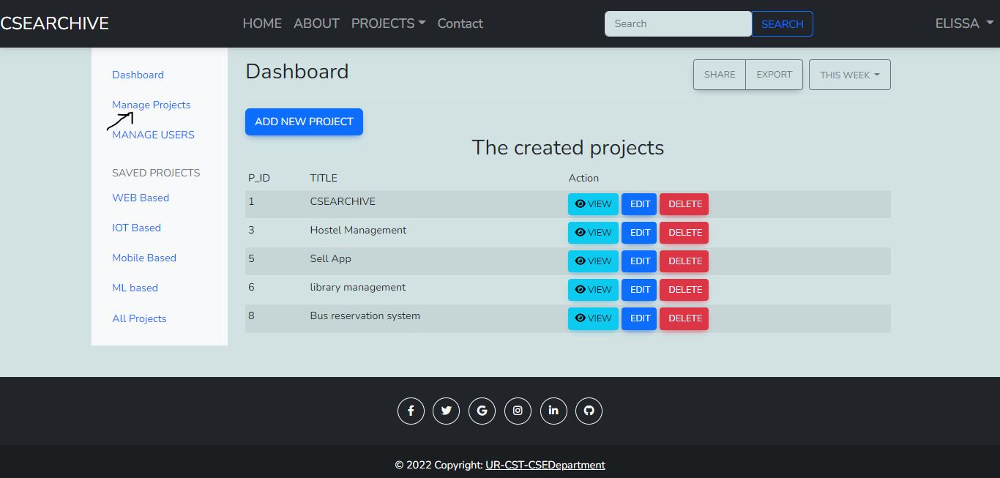 CSEARCHIVE HOME ABOUT PROJECTS Contact Search SEARCH ELISSA
Dashboard
Manage Projects
MANAGE USERS
SAVED PROJECTS
WEB Based
IOT Based
Mobile Based
ML based
All Projects
Dashboard SHARE EXPORT THIS WEEK
ADD NEW PROJECT
The created projects
P_ID TITLE Action
1 CSEARCHIVE VIEW EDIT DELETE
3 Hostel Management VIEW EDIT DELETE
5 Sell App VIEW EDIT DELETE
6 library management VIEW EDIT DELETE
8 Bus reservation system VIEW EDIT DELETE
© 2022 Copyright: UR-CST-CSEDepartment